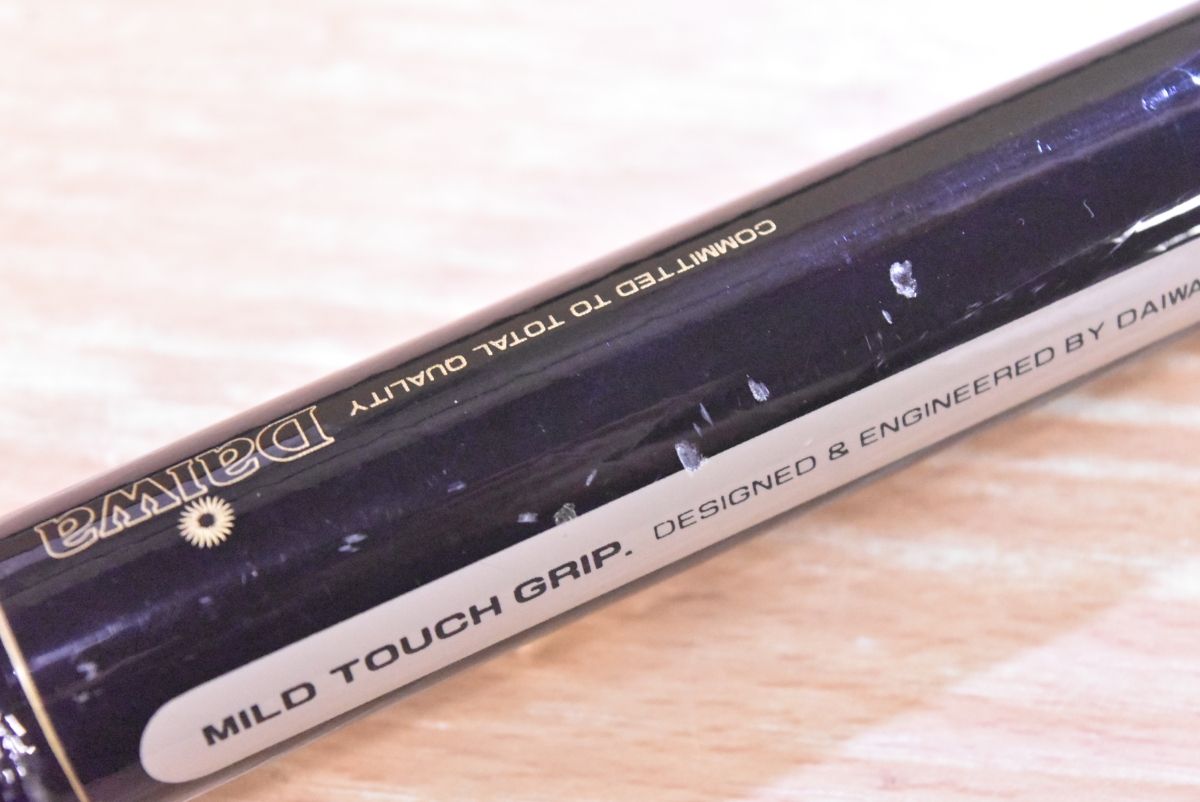 COMMITTED TO TOTAL QUALITY
Daiwa
MILD TOUCH GRIP. DESIGNED & ENGINEERED BY DAIWA